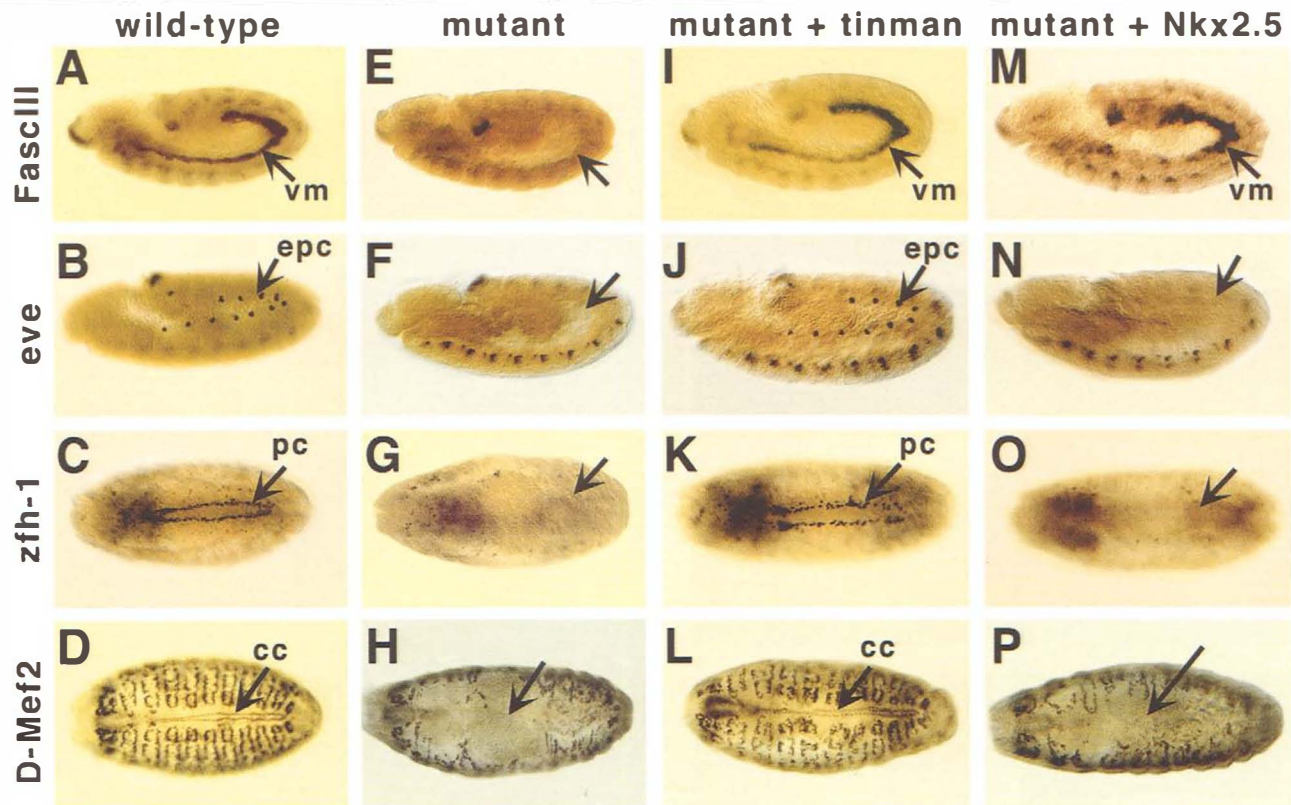 wild-type mutant mutant + tinman mutant + Nkx2.5
FascIII A vm E I vm M vm
eve B epc F J epc N
zfh-1 C pc G K pc O
D-Mef2 D cc H L cc P